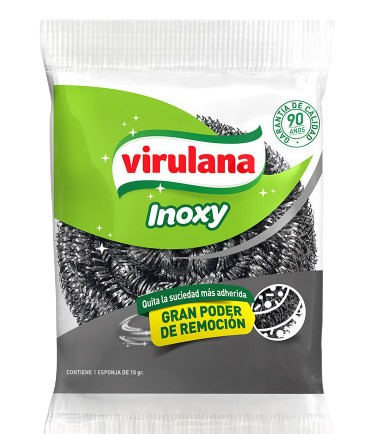 GARANTÍA DE CALIDAD
90
AÑOS
virulana
Inoxy
Quita la suciedad más adherida
GRAN PODER
DE REMOCIÓN
CONTIENE 1 ESPONJA DE 15 gr.